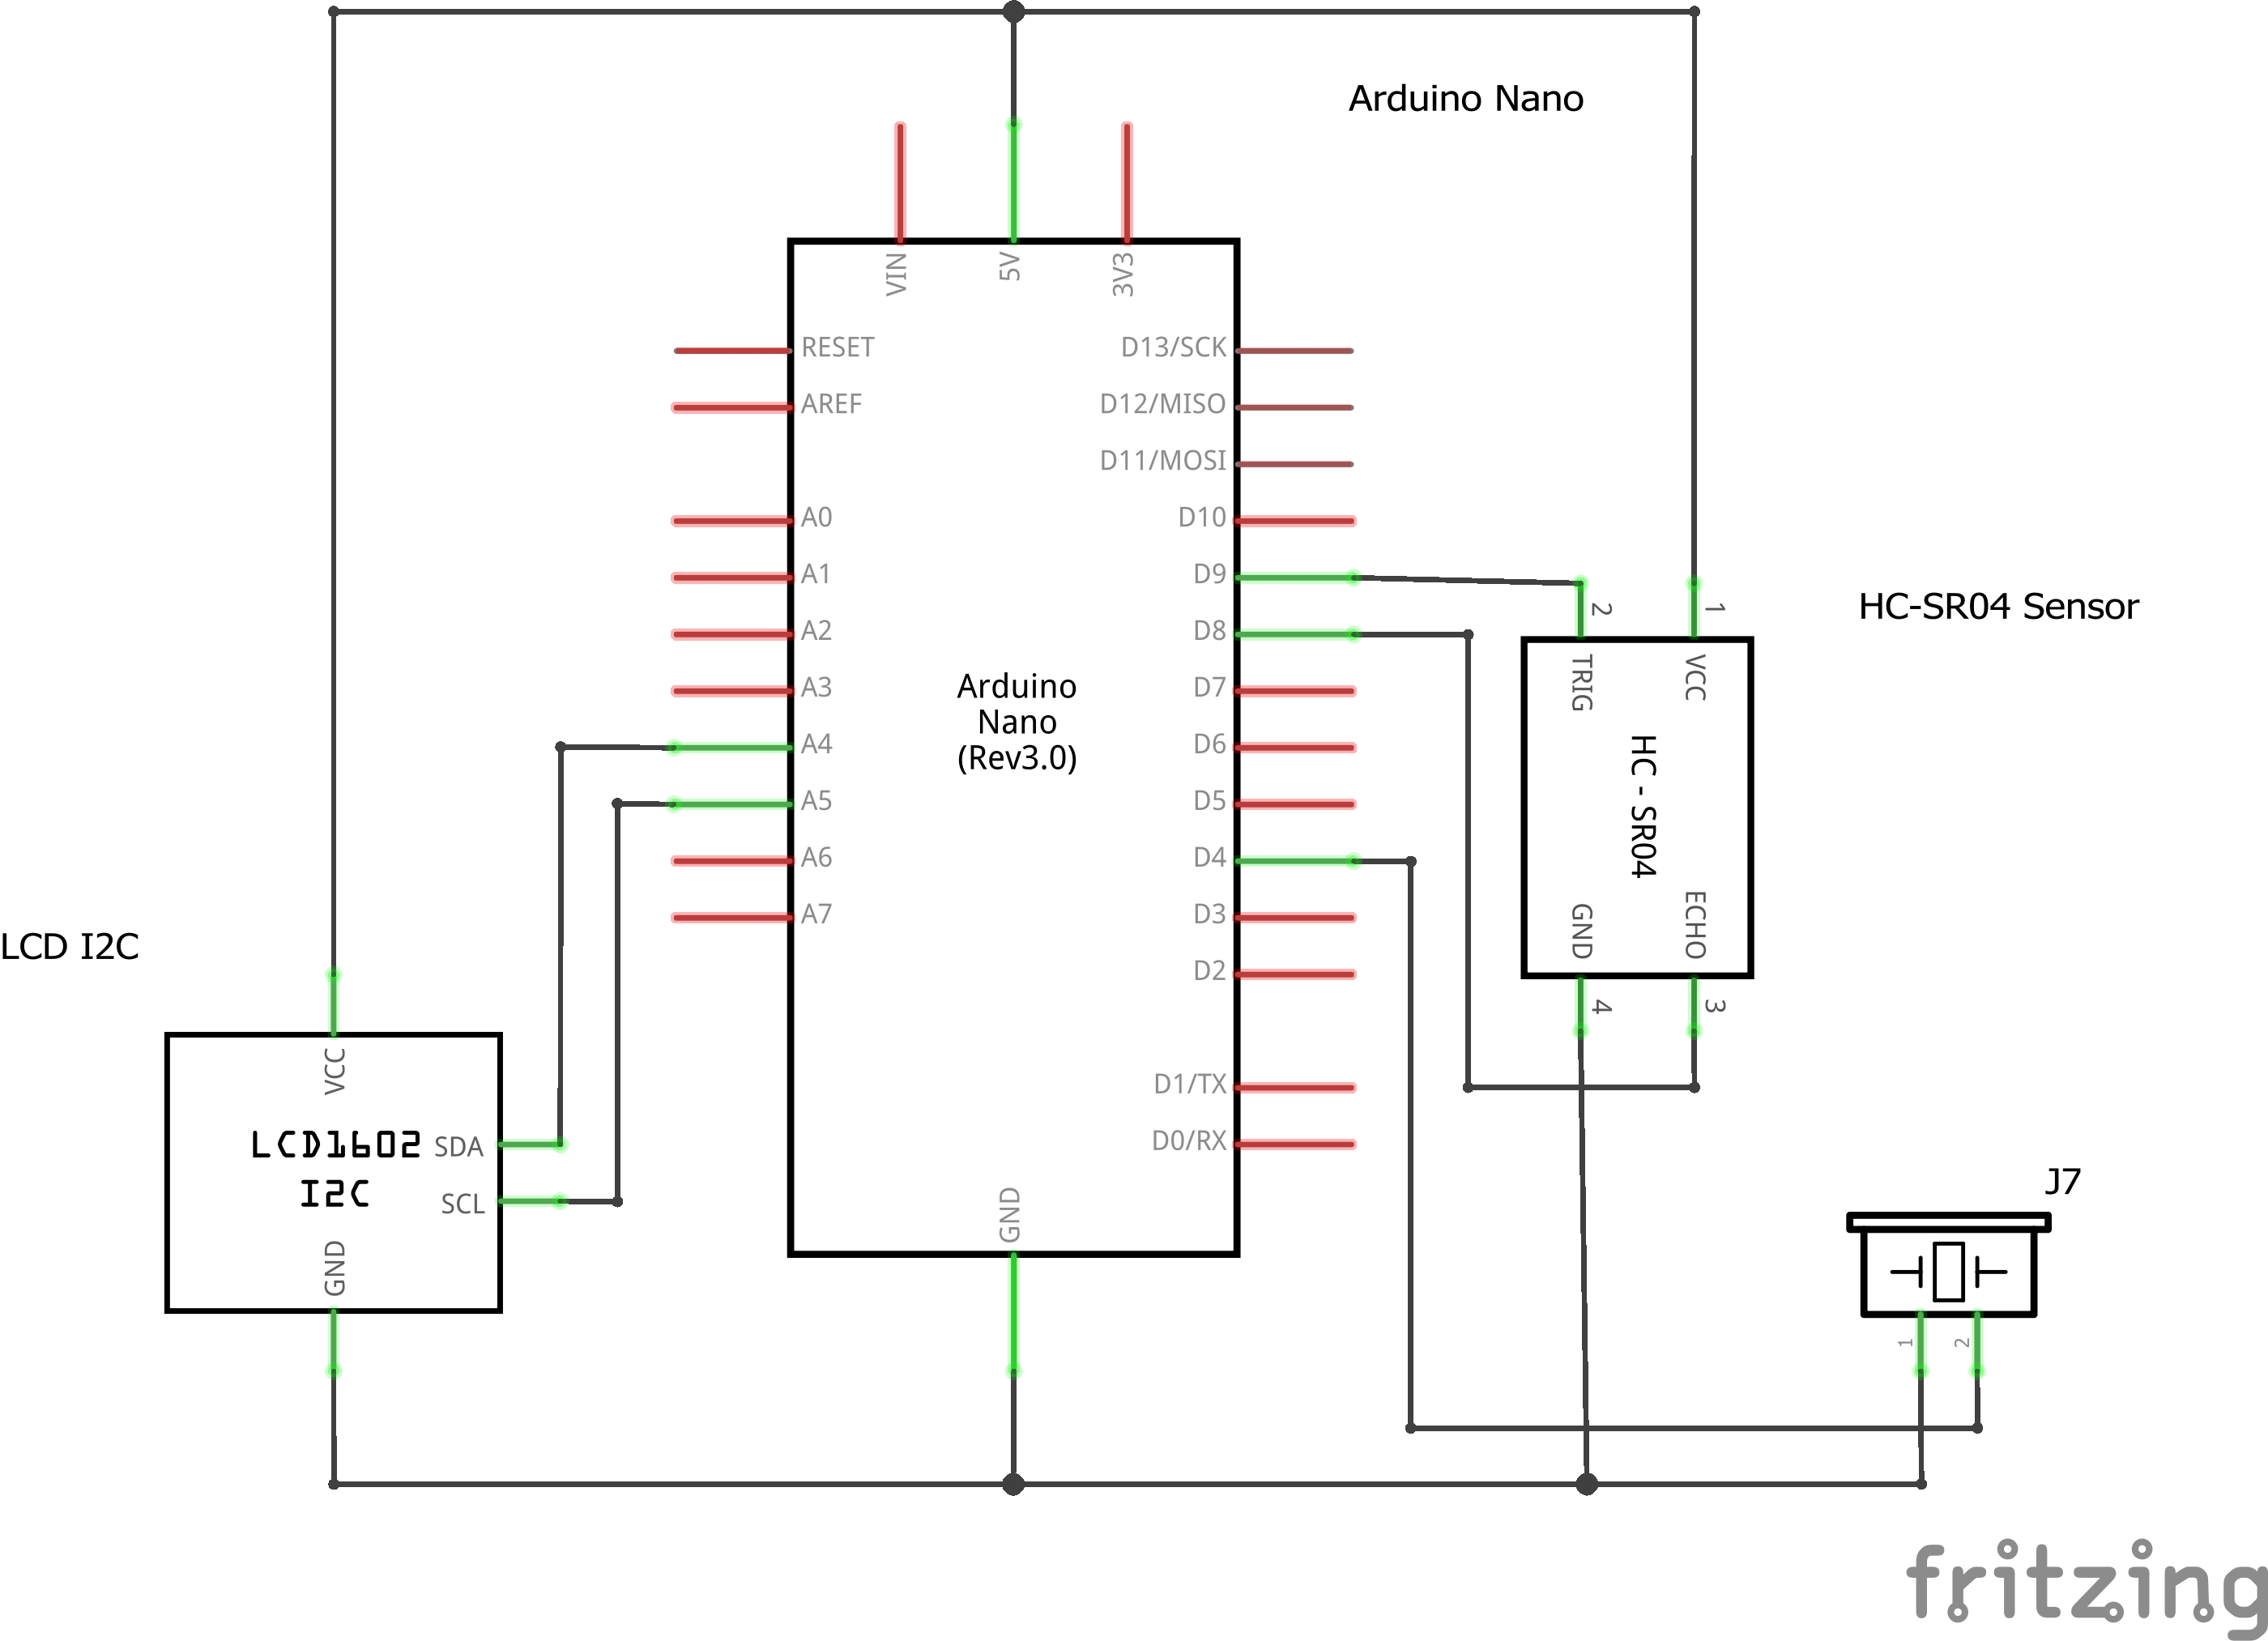 Arduino Nano
VIN
5V
3V3
RESET
D13/SCK
AREF
D12/MISO
D11/MOSI
A0
D10
A1
D9
A2
D8
A3
D7
Arduino
Nano
(Rev3.0)
A4
D6
A5
D5
A6
D4
A7
D3
D2
D1/TX
D0/RX
GND
HC-SR04 Sensor
2
1
TRIG
VCC
HC - SR04
GND
ECHO
4
3
LCD I2C
VCC
LCD1602
I2C
SDA
SCL
GND
J7
1
2
fritzing